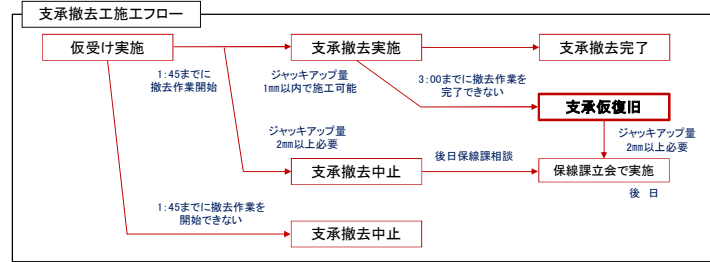 支承撤去工施工フロー
仮受け実施
支承撤去実施
支承撤去完了
1:45までに
撤去作業開始
ジャッキアップ量
1mm以内で施工可能
3:00までに撤去作業を
完了できない
支承仮復旧
ジャッキアップ量
2mm以上必要
ジャッキアップ量
2mm以上必要
後日保線課相談
支承撤去中止
保線課立会で実施
後 日
1:45までに撤去作業を
開始できない
支承撤去中止